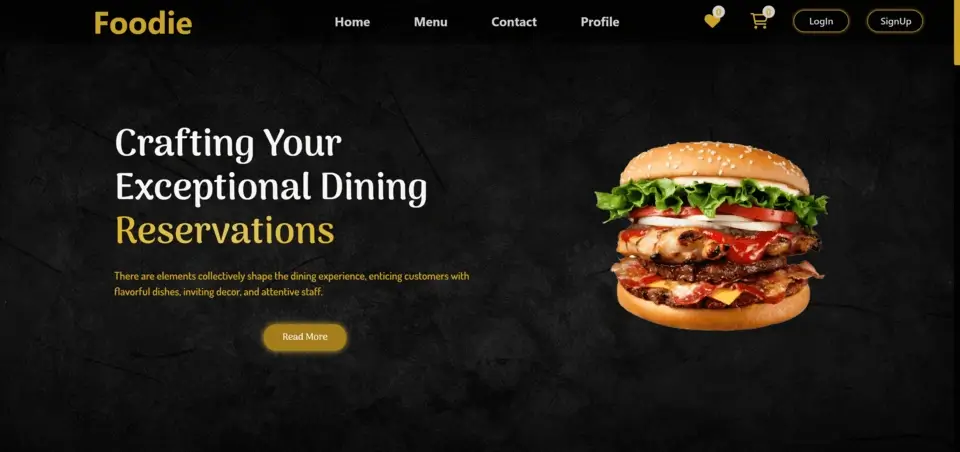 Foodie
Home Menu Contact Profile
0 0 LogIn SignUp
Crafting Your
Exceptional Dining
Reservations
There are elements collectively shape the dining experience, enticing customers with
flavorful dishes, inviting decor, and attentive staff.
Read More